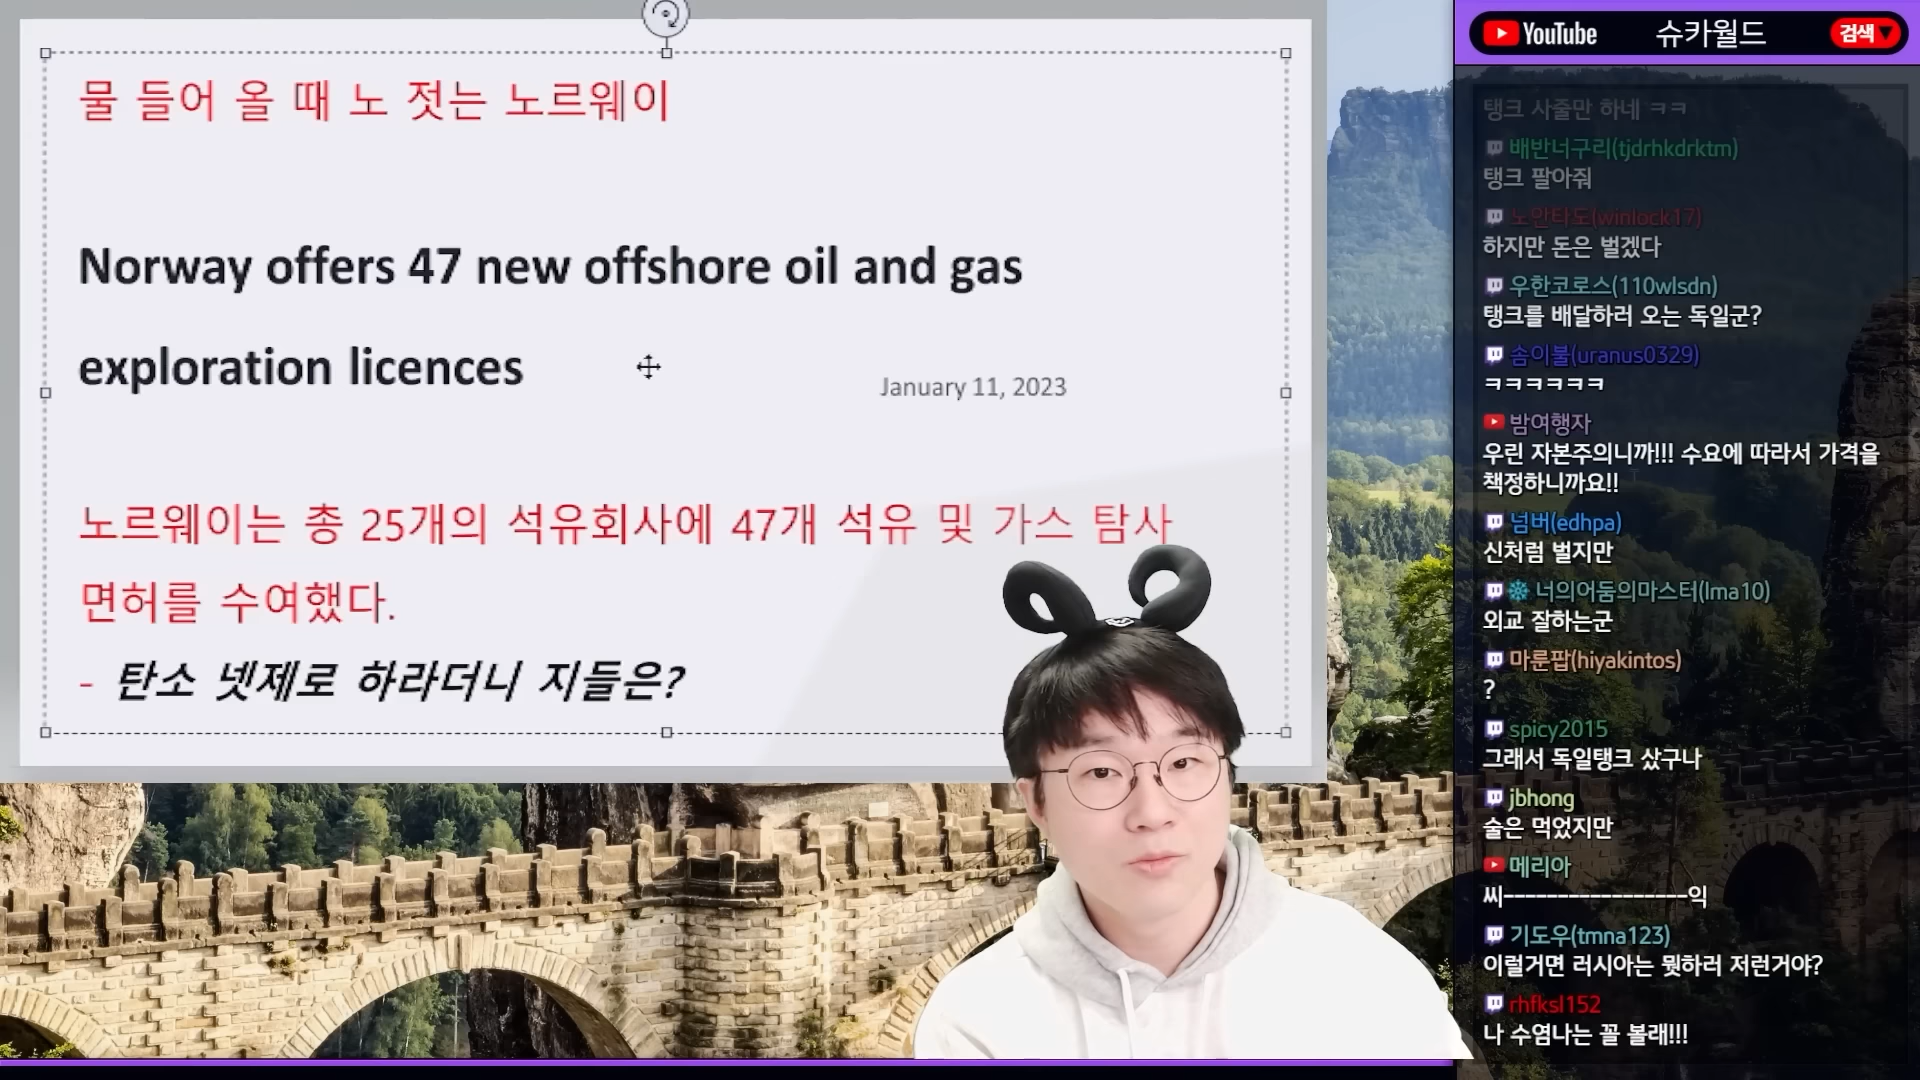 물 들어 올 때 노 젓는 노르웨이
Norway offers 47 new offshore oil and gas
exploration licences
January 11, 2023
노르웨이는 총 25개의 석유회사에 47개 석유 및 가스 탐사
면허를 수여했다.
- 탄소 넷제로 하라더니 지들은?
YouTube 슈카월드 검색
탱크 사줄만 하네 ㅋㅋ
배반너구리(tjdrhkdrktm)
탱크 팔아줘
노안타도(winlock17)
하지만 돈은 벌겠다
우한코로스(110wlsdn)
탱크를 배달하러 오는 독일군?
솜이불(uranus0329)
ㅋㅋㅋㅋㅋㅋ
밤여행자
우린 자본주의니까!!! 수요에 따라서 가격을
책정하니까요!!
넘버(edhpa)
신처럼 벌지만
너의어둠의마스터(lma10)
외교 잘하는군
마룬팝(hiyakintos)
?
spicy2015
그래서 독일탱크 샀구나
jbhong
술은 먹었지만
메리아
씨-----------------익
기도우(tmna123)
이럴거면 러시아는 뭣하러 저런거야?
rhfksl152
나 수염나는 꼴 볼래!!!